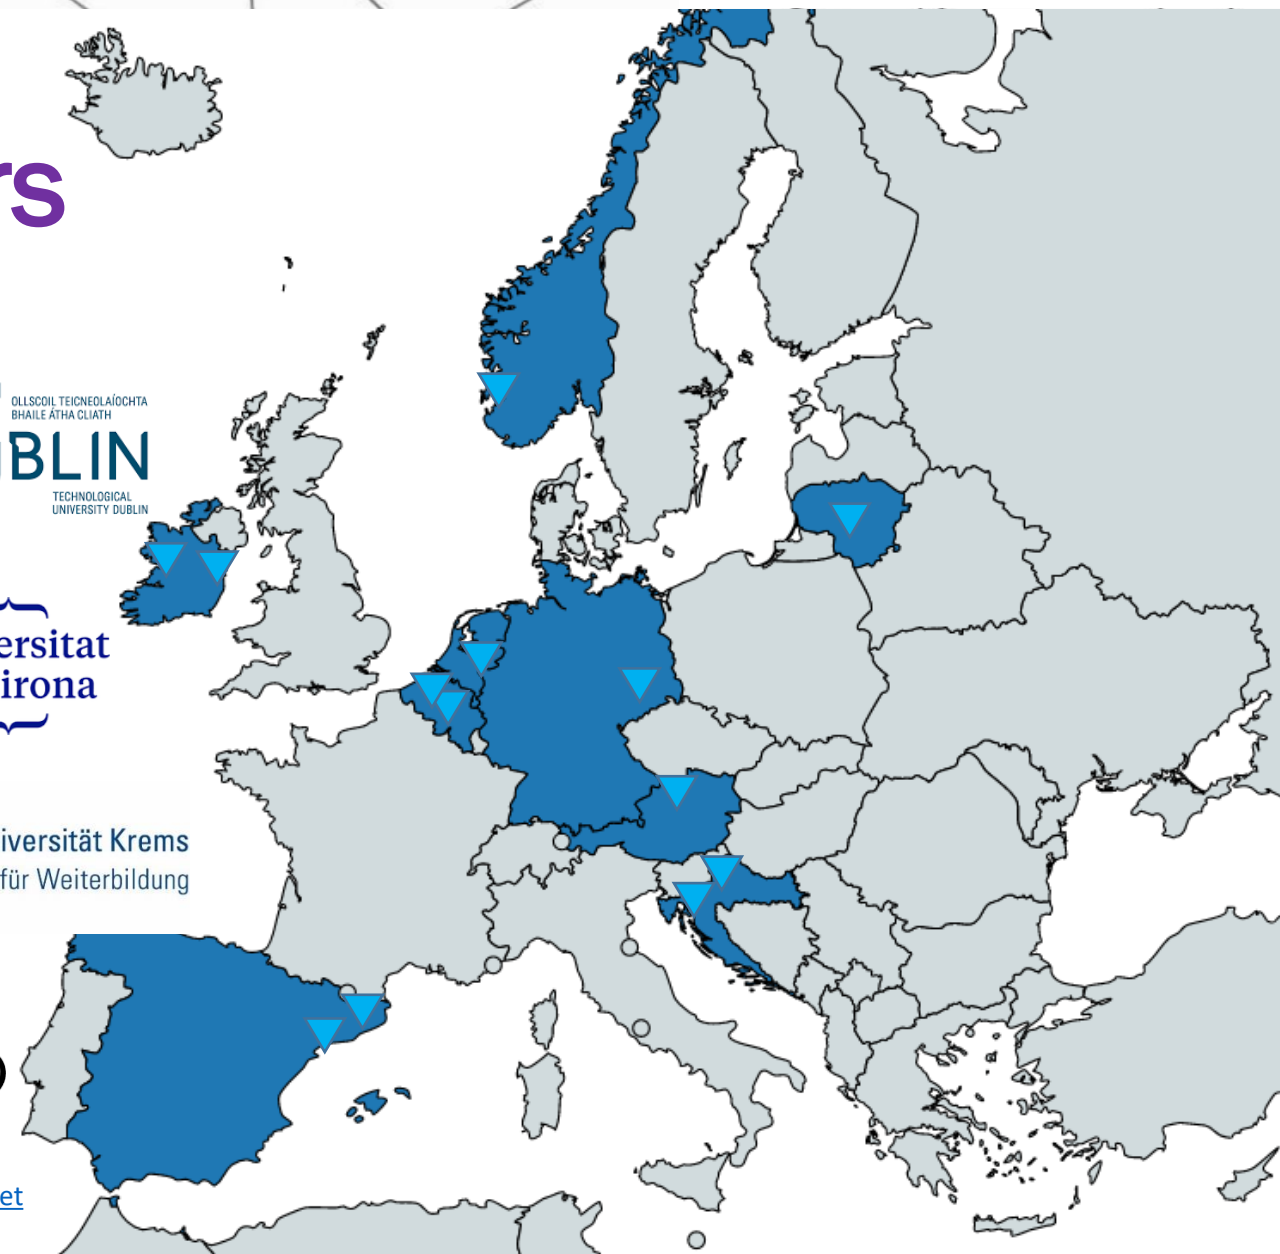 rs
OLLSCOIL TEICNEOLAÍOCHTA
BHAILE ÁTHA CLIATH
BLIN
TECHNOLOGICAL
UNIVERSITY DUBLIN
ersitat
irona
iversität Krems
für Weiterbildung
et